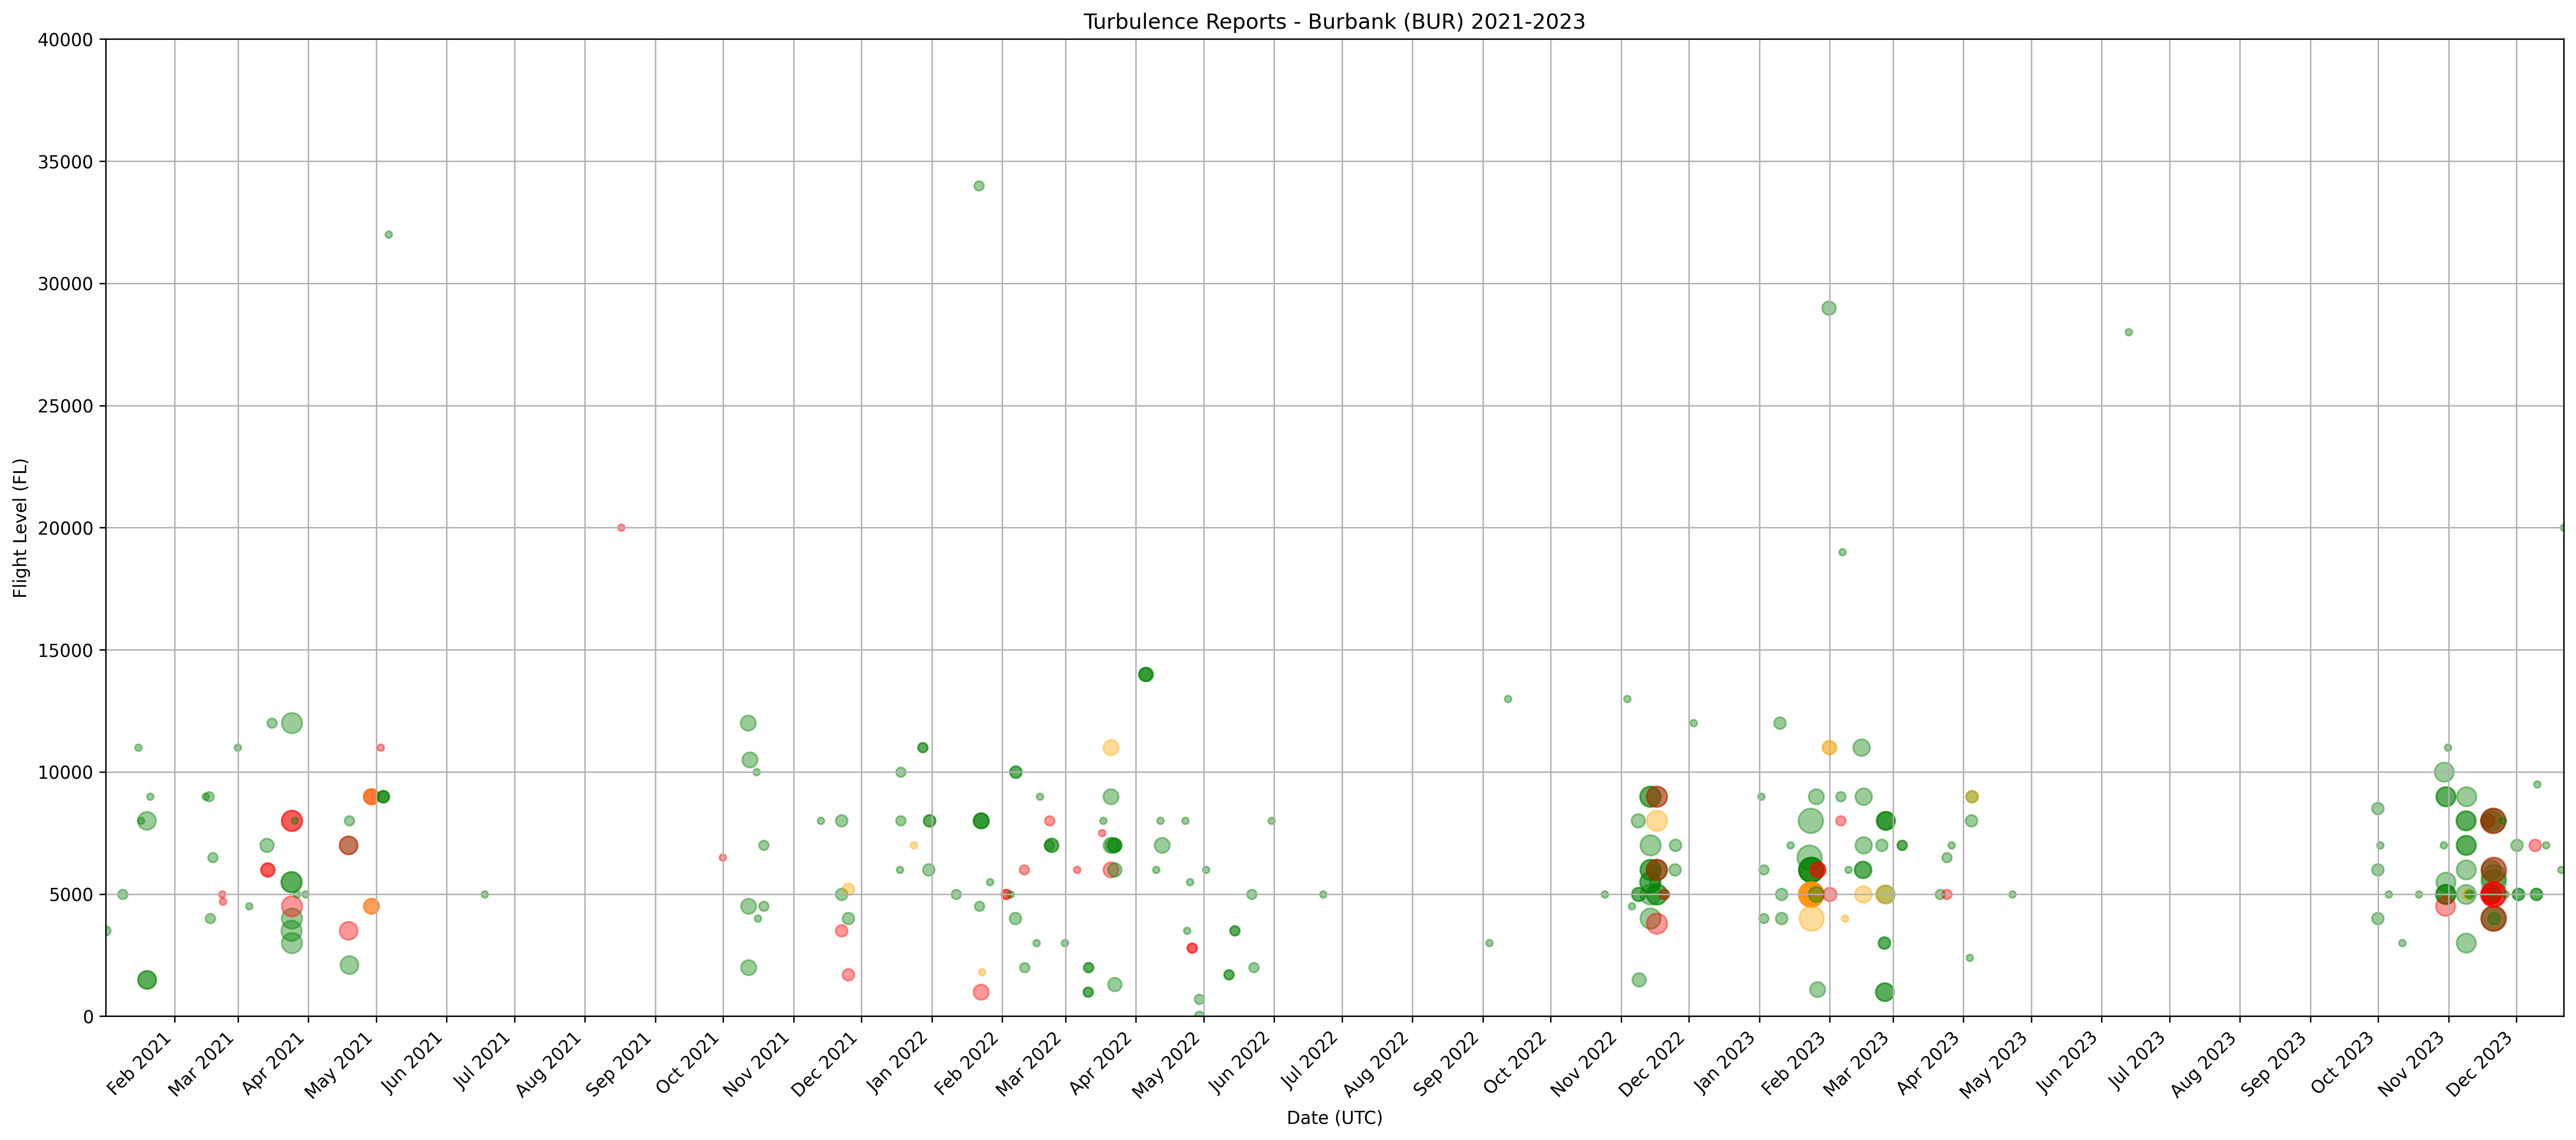 Turbulence Reports - Burbank (BUR) 2021-2023
40000
35000
30000
25000
20000
15000
10000
5000
0
Flight Level (FL)
Feb 2021
Mar 2021
Apr 2021
May 2021
Jun 2021
Jul 2021
Aug 2021
Sep 2021
Oct 2021
Nov 2021
Dec 2021
Jan 2022
Feb 2022
Mar 2022
Apr 2022
May 2022
Jun 2022
Jul 2022
Aug 2022
Sep 2022
Oct 2022
Nov 2022
Dec 2022
Jan 2023
Feb 2023
Mar 2023
Apr 2023
May 2023
Jun 2023
Jul 2023
Aug 2023
Sep 2023
Oct 2023
Nov 2023
Dec 2023
Date (UTC)